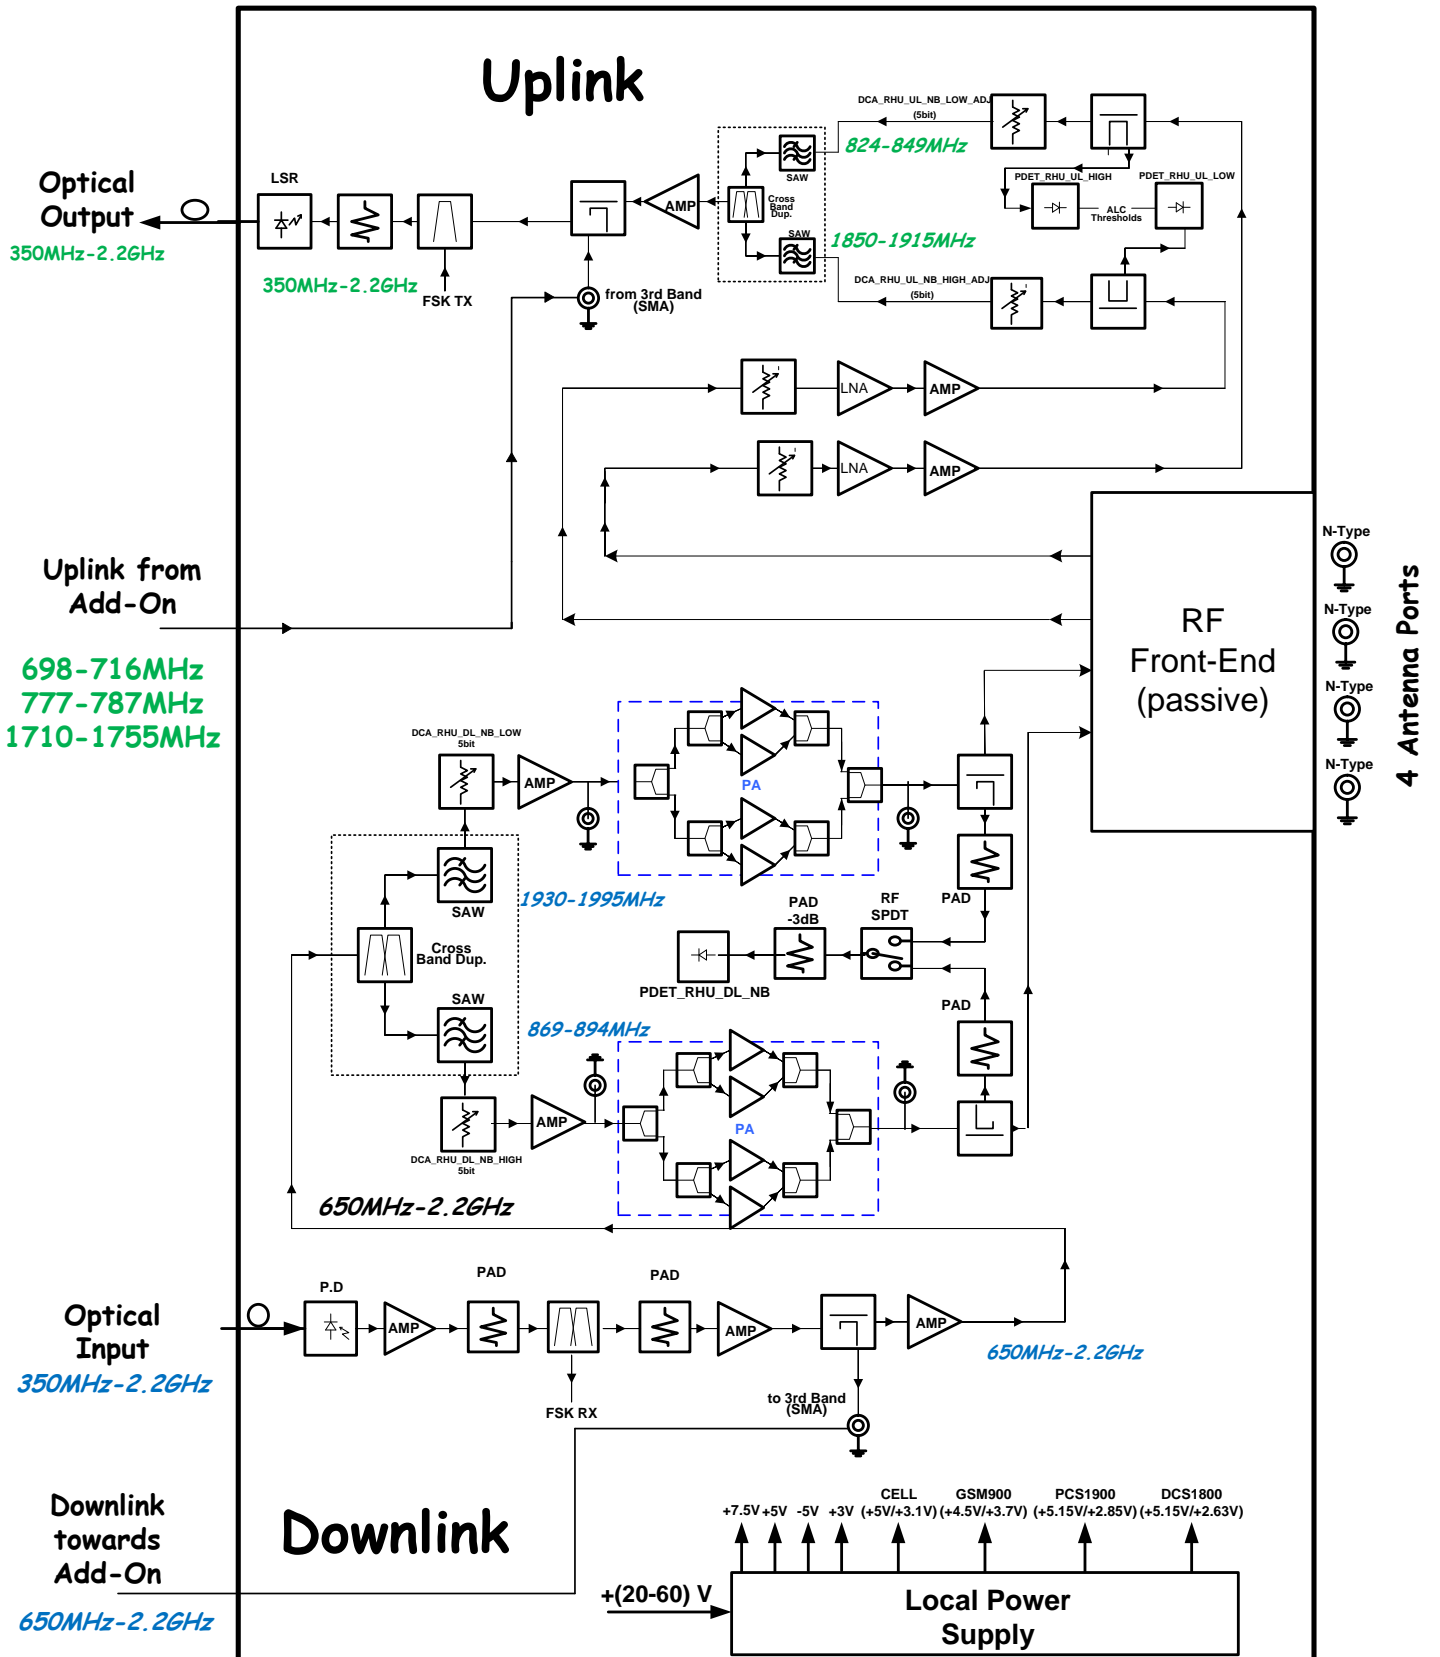 Uplink
Optical
Output
350MHz-2.2GHz
LSR
350MHz-2.2GHz
FSK TX
from 3rd Band
(SMA)
AMP
SAW
Cross
Band
Dup.
SAW
DCA_RHU_UL_NB_LOW_ADJ
(5bit)
824-849MHz
1850-1915MHz
DCA_RHU_UL_NB_HIGH_ADJ
(5bit)
PDET_RHU_UL_HIGH
PDET_RHU_UL_LOW
ALC
Thresholds
LNA
AMP
LNA
AMP
Uplink from
Add-On
698-716MHz
777-787MHz
1710-1755MHz
RF
Front-End
(passive)
N-Type
N-Type
N-Type
N-Type
4 Antenna Ports
DCA_RHU_DL_NB_LOW
5bit
AMP
PA
SAW
1930-1995MHz
Cross
Band Dup.
SAW
869-894MHz
PAD
-3dB
RF
SPDT
PAD
PDET_RHU_DL_NB
PAD
AMP
PA
DCA_RHU_DL_NB_HIGH
5bit
650MHz-2.2GHz
P.D
PAD
PAD
AMP
AMP
AMP
650MHz-2.2GHz
Optical
Input
350MHz-2.2GHz
FSK RX
to 3rd Band
(SMA)
Downlink
towards
Add-On
650MHz-2.2GHz
Downlink
CELL
GSM900
PCS1900
DCS1800
+7.5V
+5V
-5V
+3V
(+5V/+3.1V)
(+4.5V/+3.7V)
(+5.15V/+2.85V)
(+5.15V/+2.63V)
+(20-60) V
Local Power
Supply